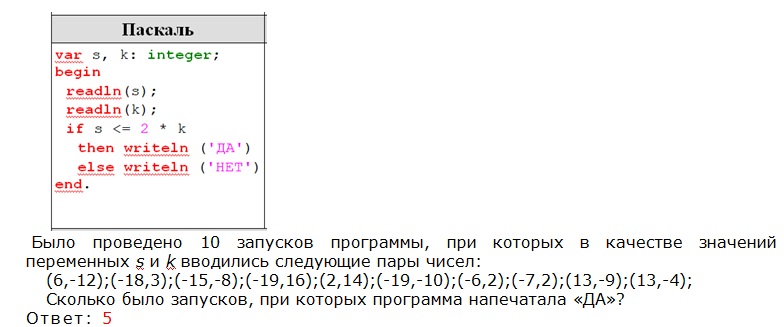 Паскаль
var s, k: integer;
begin
readln(s);
readln(k);
if s <= 2 * k
then writeln ('ДА')
else writeln ('НЕТ')
end.
Было проведено 10 запусков программы, при которых в качестве значений
переменных s и k вводились следующие пары чисел:
(6,-12);(-18,3);(-15,-8);(-19,16);(2,14);(-19,-10);(-6,2);(-7,2);(13,-9);(13,-4);
Сколько было запусков, при которых программа напечатала «ДА»?
Ответ: 5